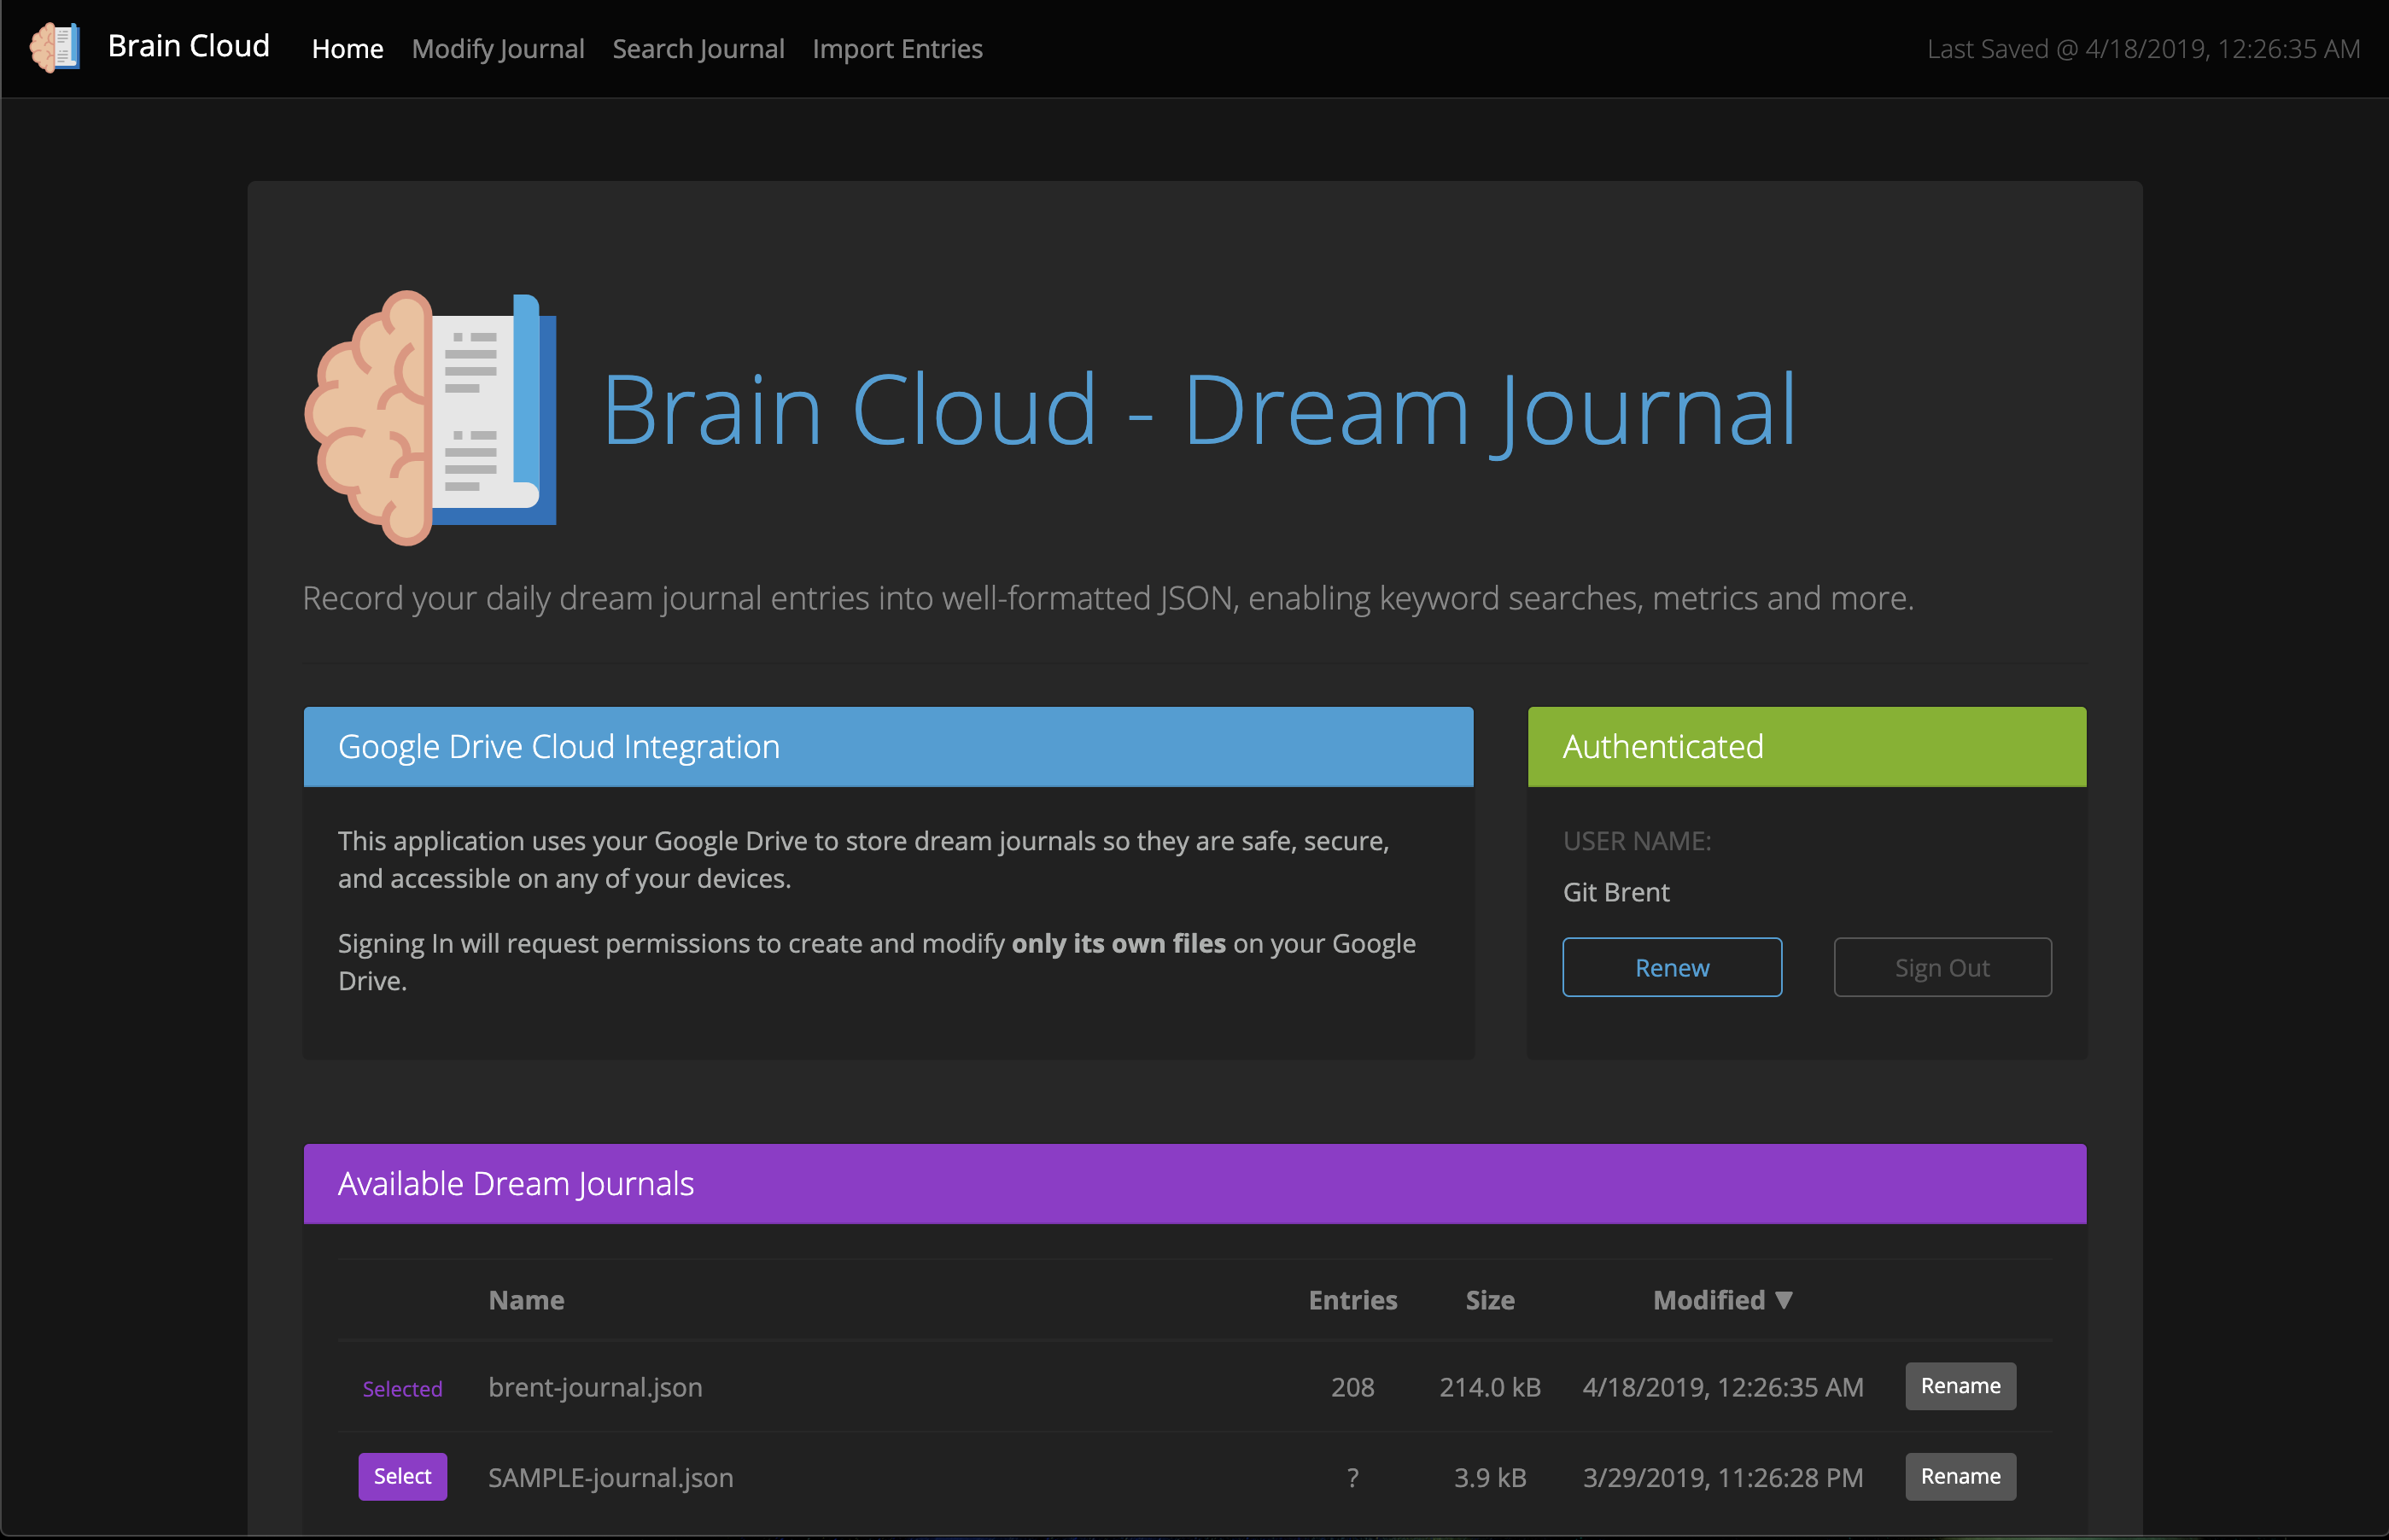 Brain Cloud Home Modify Journal Search Journal Import Entries Last Saved @ 4/18/2019, 12:26:35 AM
Brain Cloud - Dream Journal
Record your daily dream journal entries into well-formatted JSON, enabling keyword searches, metrics and more.
Google Drive Cloud Integration
This application uses your Google Drive to store dream journals so they are safe, secure,
and accessible on any of your devices.
Signing In will request permissions to create and modify only its own files on your Google
Drive.
Authenticated
USER NAME:
Git Brent
Renew Sign Out
Available Dream Journals
Name Entries Size Modified ▼
Selected brent-journal.json 208 214.0 kB 4/18/2019, 12:26:35 AM Rename
Select SAMPLE-journal.json ? 3.9 kB 3/29/2019, 11:26:28 PM Rename